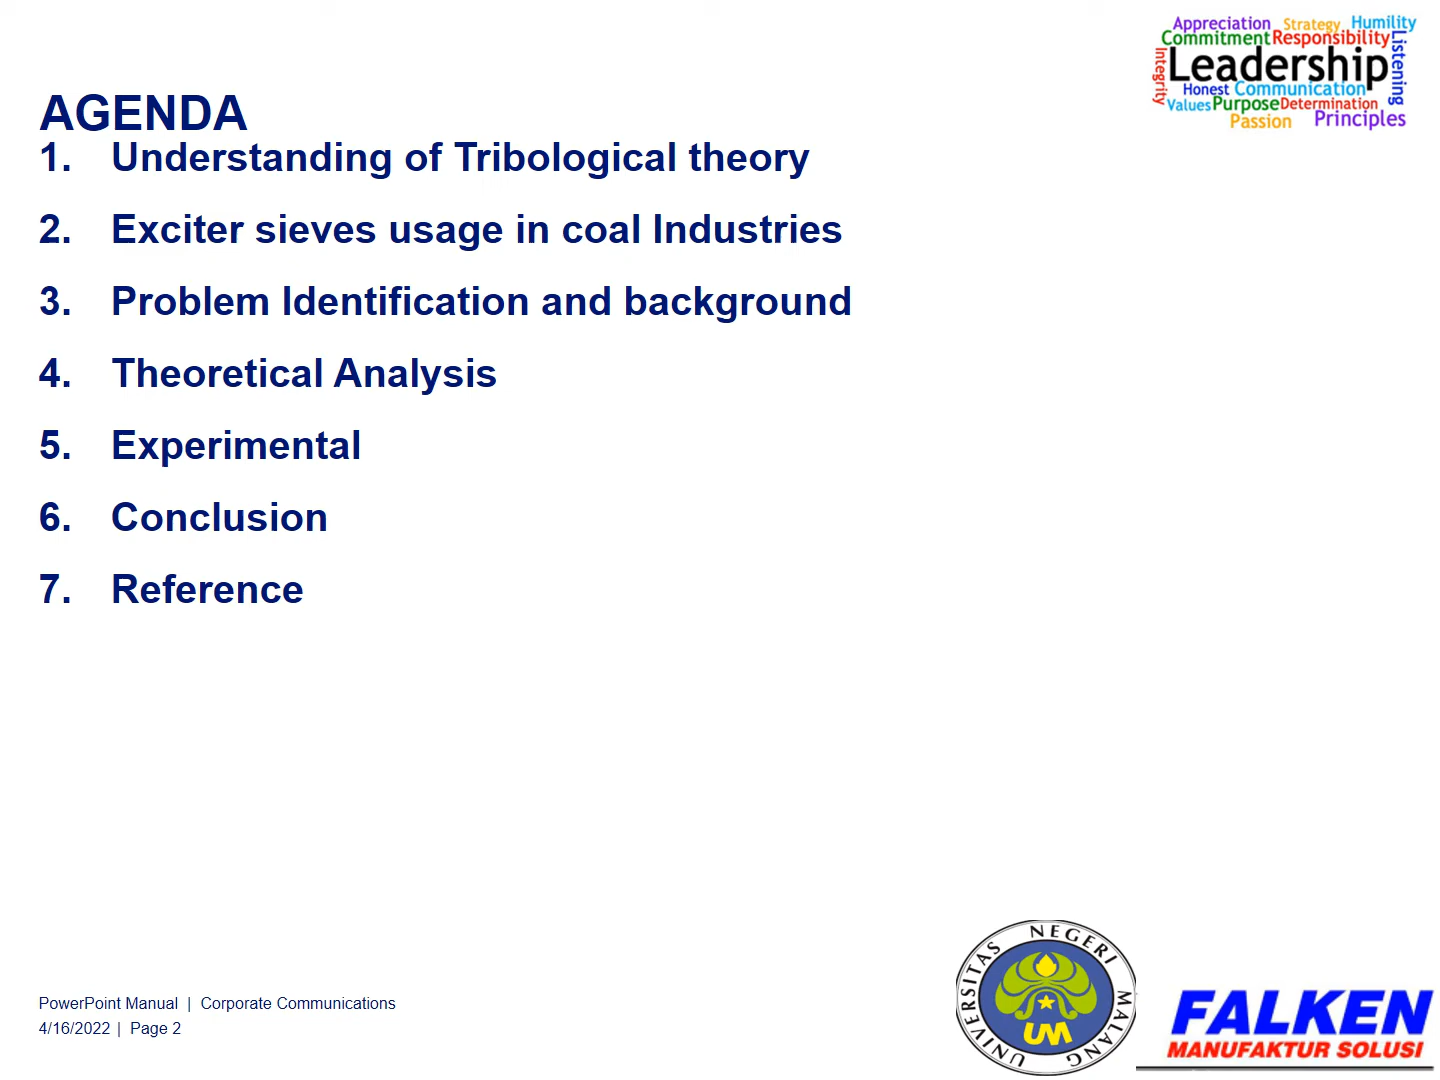 Appreciation Strategy Humility
Commitment Responsibility
Integrity
Leadership
Listening
Honest Communication
Values Purpose Determination
Passion Principles
AGENDA
1. Understanding of Tribological theory
2. Exciter sieves usage in coal Industries
3. Problem Identification and background
4. Theoretical Analysis
5. Experimental
6. Conclusion
7. Reference
PowerPoint Manual | Corporate Communications
4/16/2022 | Page 2
UNIVERSITAS NEGERI MALANG
UM
FALKEN
MANUFAKTUR SOLUSI